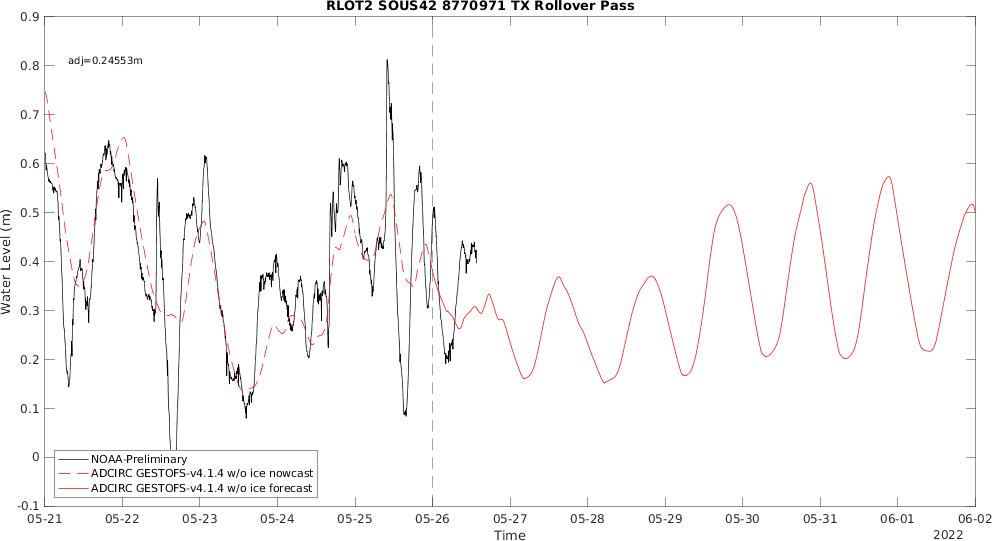 RLOT2 SOUS42 8770971 TX Rollover Pass
0.9
0.8
0.7
0.6
0.5
0.4
0.3
0.2
0.1
0
-0.1
Water Level (m)
adj=0.24553m
NOAA-Preliminary
ADCIRC GESTOFS-v4.1.4 w/o ice nowcast
ADCIRC GESTOFS-v4.1.4 w/o ice forecast
05-21 05-22 05-23 05-24 05-25 05-26 05-27 05-28 05-29 05-30 05-31 06-01 06-02
Time
2022